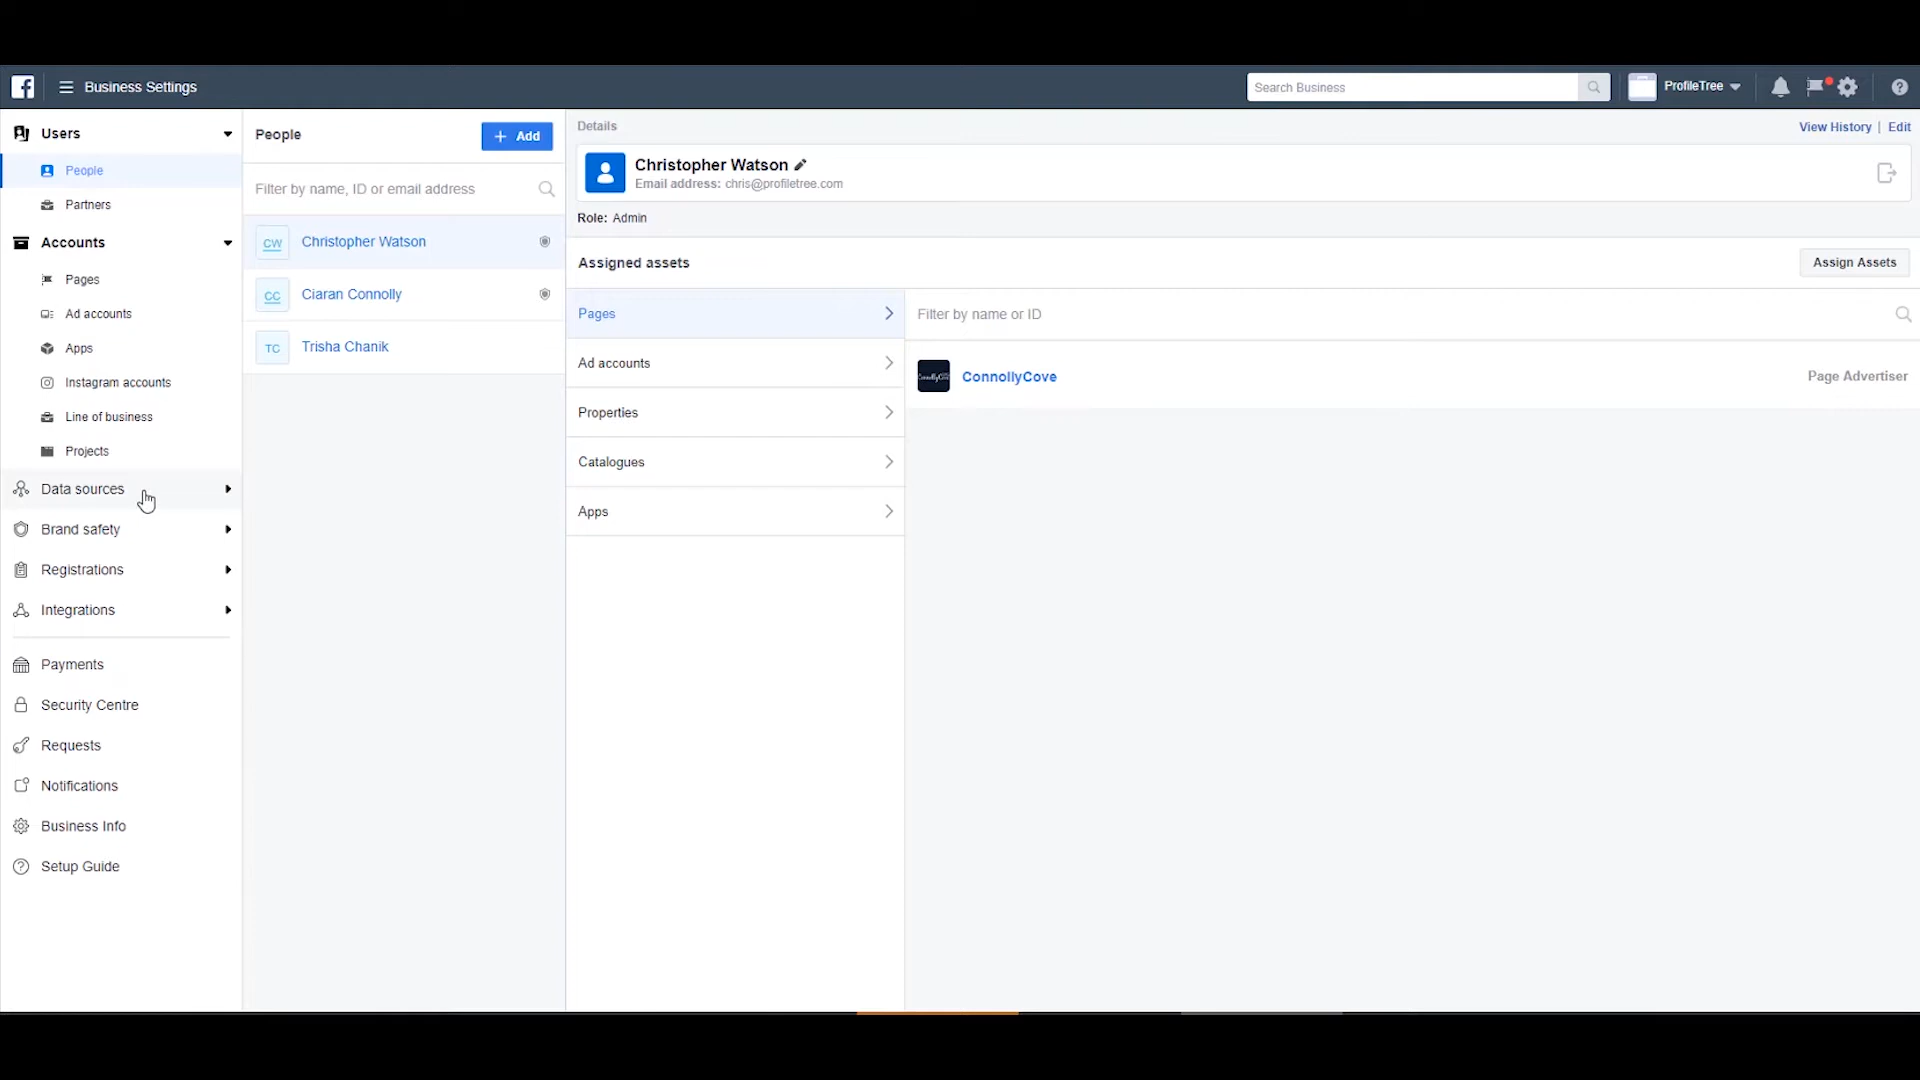 Business Settings
Search Business
ProfileTree
Users
People
Partners
Accounts
Pages
Ad accounts
Apps
Instagram accounts
Line of business
Projects
Data sources
Brand safety
Registrations
Integrations
Payments
Security Centre
Requests
Notifications
Business Info
Setup Guide
People
+ Add
Filter by name, ID or email address
CW Christopher Watson
CC Ciaran Connolly
TC Trisha Chanik
Details
View History | Edit
Christopher Watson
Email address: chris@profiletree.com
Role: Admin
Assigned assets
Assign Assets
Pages
Ad accounts
Properties
Catalogues
Apps
Filter by name or ID
ConnollyCove
ConnollyCove
Page Advertiser